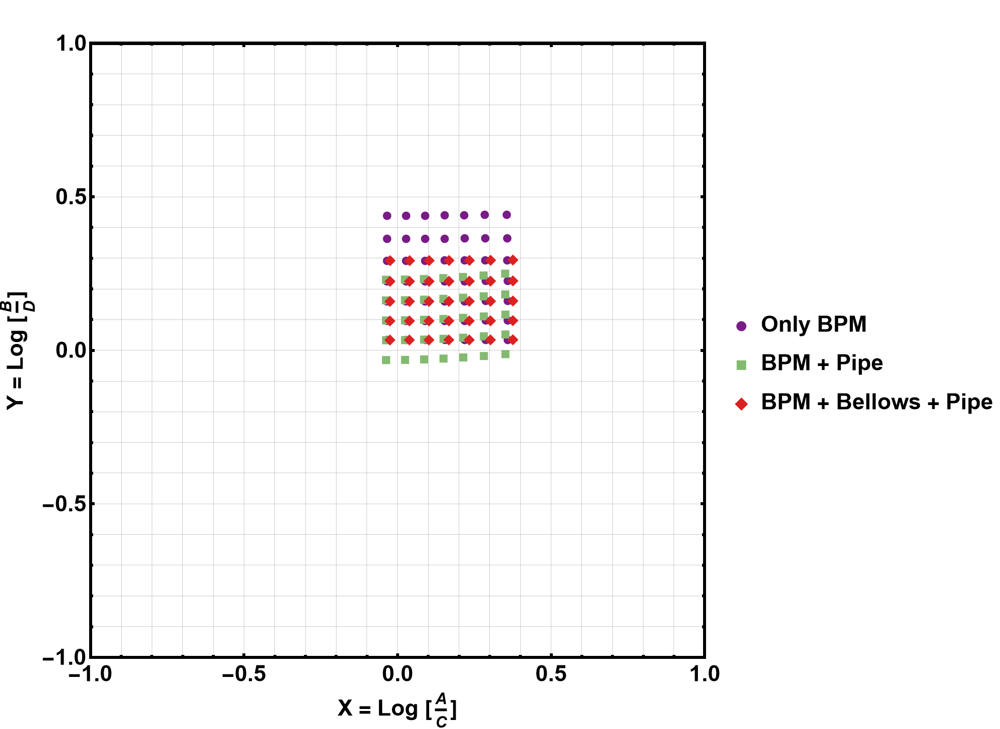 1.0
0.5
0.0
−0.5
−1.0
−1.0 −0.5 0.0 0.5 1.0
Y = Log [B/D]
X = Log [A/C]
Only BPM
BPM + Pipe
BPM + Bellows + Pipe